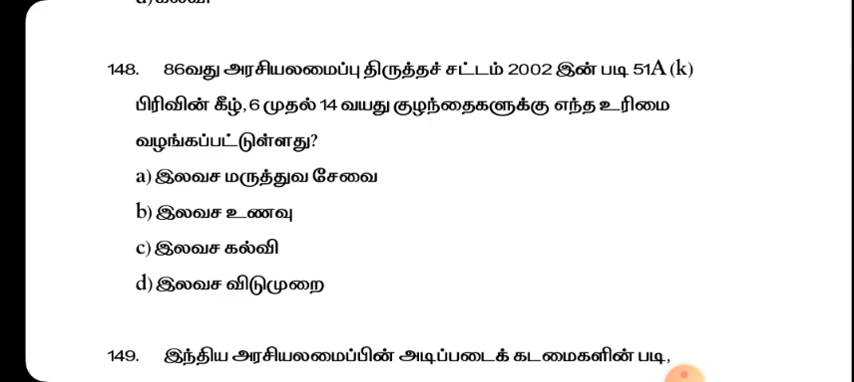 148. 86வது அரசியலமைப்பு திருத்தச் சட்டம் 2002 இன் படி 51A (k)
பிரிவின் கீழ், 6 முதல் 14 வயது குழந்தைகளுக்கு எந்த உரிமை
வழங்கப்பட்டுள்ளது?
a) இலவச மருத்துவ சேவை
b) இலவச உணவு
c) இலவச கல்வி
d) இலவச விடுமுறை
149. இந்திய அரசியலமைப்பின் அடிப்படைக் கடமைகளின் படி,